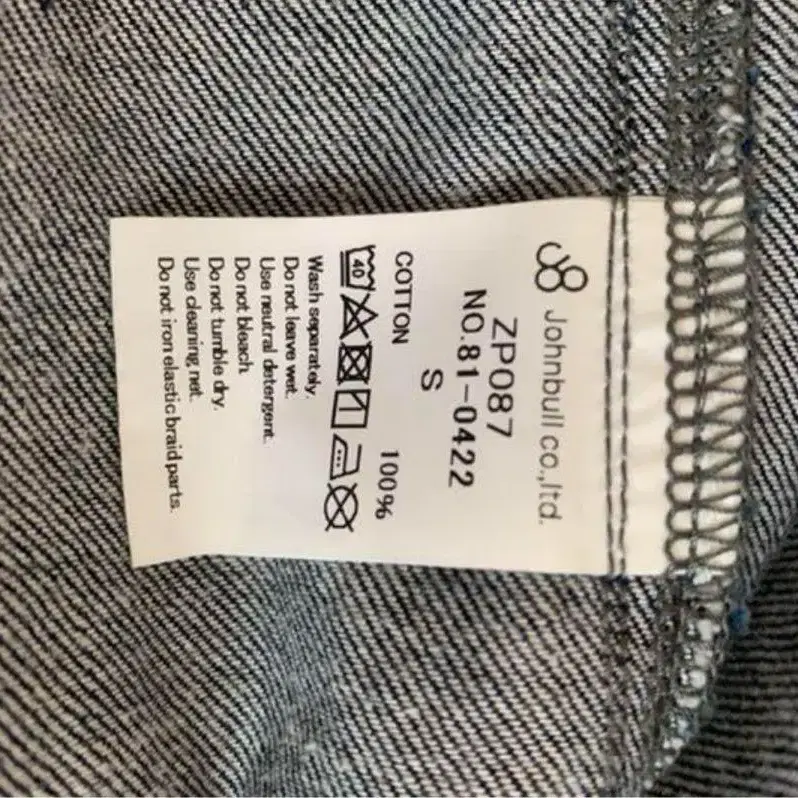 Johnbull co.,ltd.
ZP087
NO.81-0422
S
COTTON 100%
40
Wash separately.
Do not leave wet.
Use neutral detergent.
Do not bleach.
Do not tumble dry.
Use cleaning net.
Do not iron elastic braid parts.